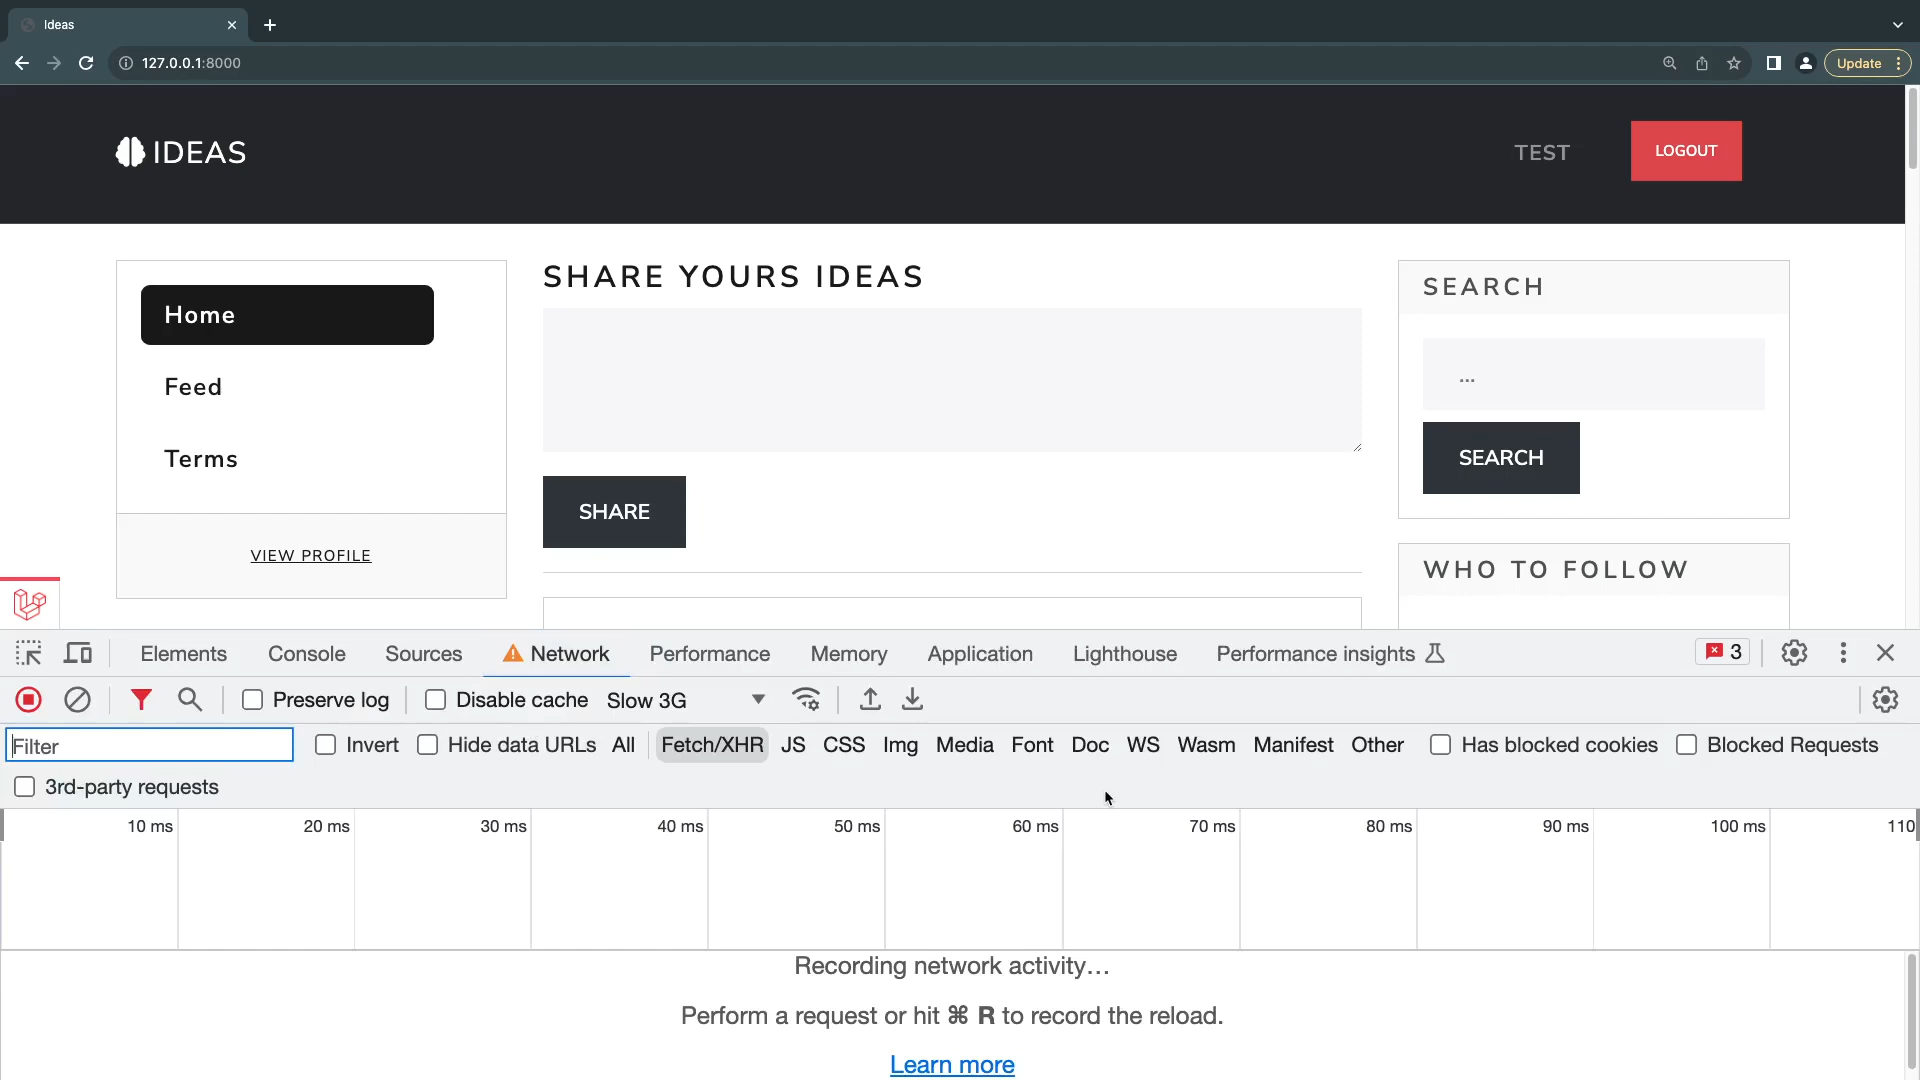 Ideas
127.0.0.1:8000
Update
IDEAS
TEST
LOGOUT
Home
Feed
Terms
VIEW PROFILE
SHARE YOURS IDEAS
SHARE
SEARCH
...
SEARCH
WHO TO FOLLOW
Elements Console Sources Network Performance Memory Application Lighthouse Performance insights 3
Preserve log Disable cache Slow 3G
Filter Invert Hide data URLs All Fetch/XHR JS CSS Img Media Font Doc WS Wasm Manifest Other Has blocked cookies Blocked Requests
3rd-party requests
10 ms 20 ms 30 ms 40 ms 50 ms 60 ms 70 ms 80 ms 90 ms 100 ms 110
Recording network activity…
Perform a request or hit ⌘ R to record the reload.
Learn more